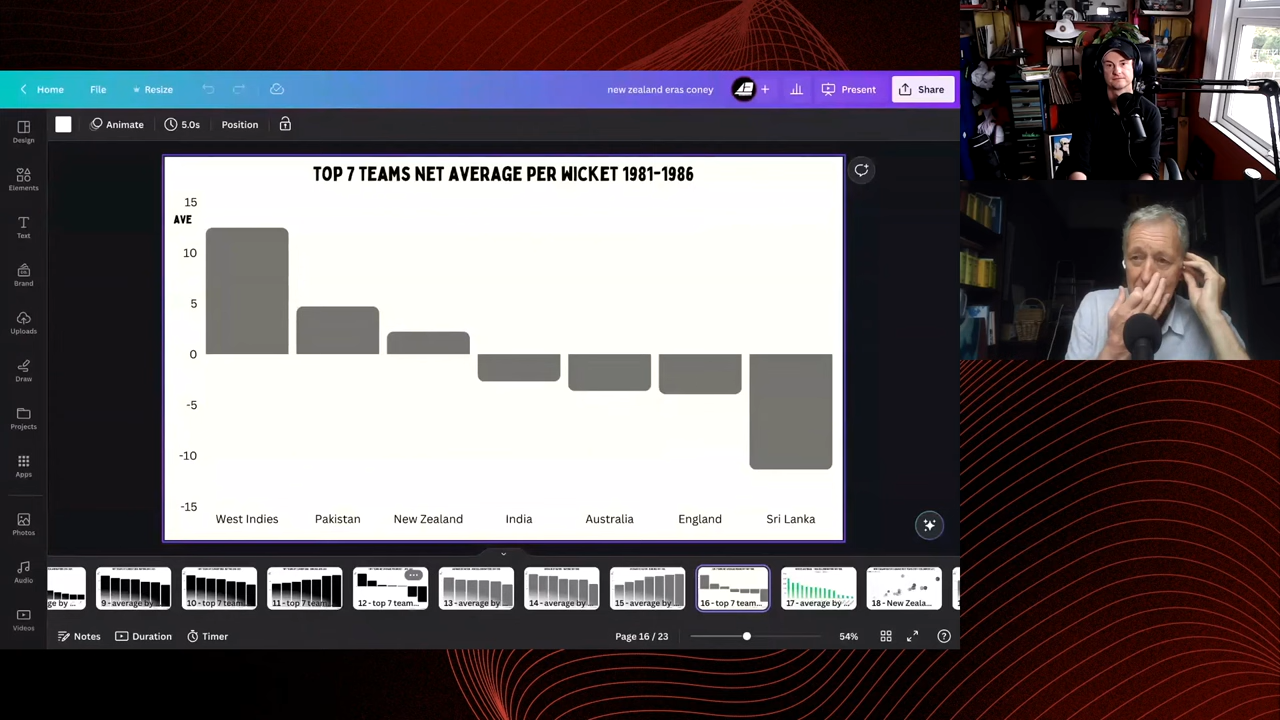 Home
File
Resize
new zealand eras coney
Present
Share
Animate
5.0s
Position
Design
Elements
Text
Brand
Uploads
Draw
Projects
Apps
Photos
Audio
Videos
TOP 7 TEAMS NET AVERAGE PER WICKET 1981-1986
15
AVE
10
5
0
-5
-10
-15
West Indies
Pakistan
New Zealand
India
Australia
England
Sri Lanka
ge by ...
9 - average by ...
10 - top 7 team...
11 - top 7 team...
12 - top 7 team...
13 - average by ...
14 - average by ...
15 - average by ...
16 - top 7 team...
17 - average by ...
18 - New Zeala...
Notes
Duration
Timer
Page 16 / 23
54%